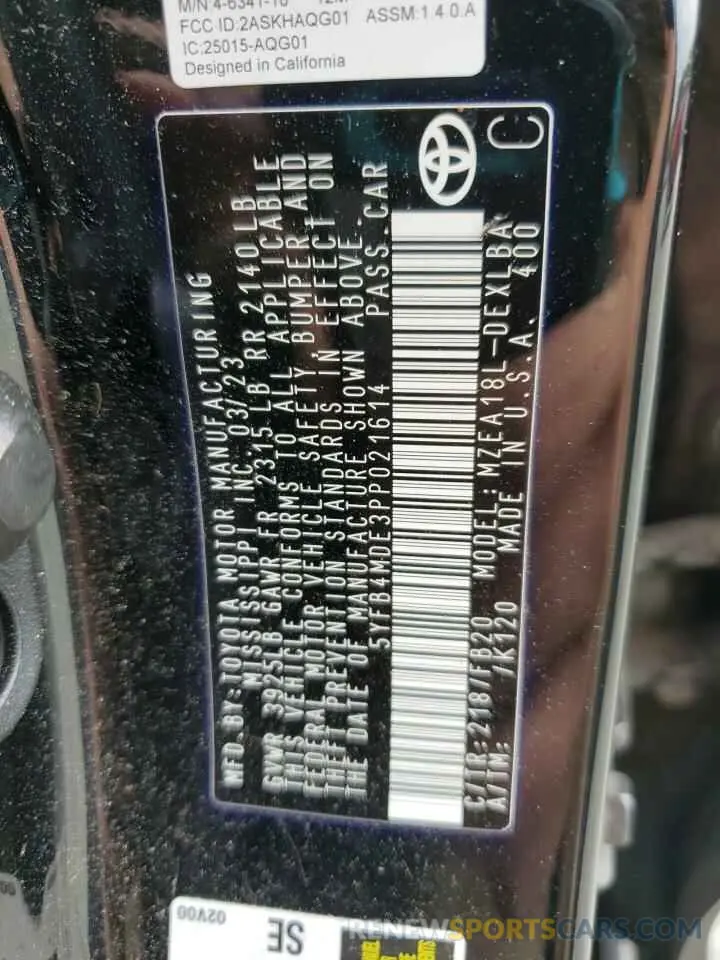 M/N:4-6341-10
FCC ID:2ASKHAQG01 ASSM:1 4 0.A
IC:25015-AQG01
Designed in California
MFD. BY: TOYOTA MOTOR MANUFACTURING
MISSISSIPPI INC. 03/23
GVWR 3925LB GAWR FR 2315 LB RR 2140 LB
THIS VEHICLE CONFORMS TO ALL APPLICABLE
FEDERAL MOTOR VEHICLE SAFETY, BUMPER AND
THEFT PREVENTION STANDARDS IN EFFECT ON
THE DATE OF MANUFACTURE SHOWN ABOVE.
5YFB4MDE3PP021614 PASS.CAR
C/TR:218/FB20 MODEL:MZEA18L-DEXLBA
A/TM: /K120 MADE IN U.S.A. 400
C
02V00
SE
RENEWSPORTSCARS.COM